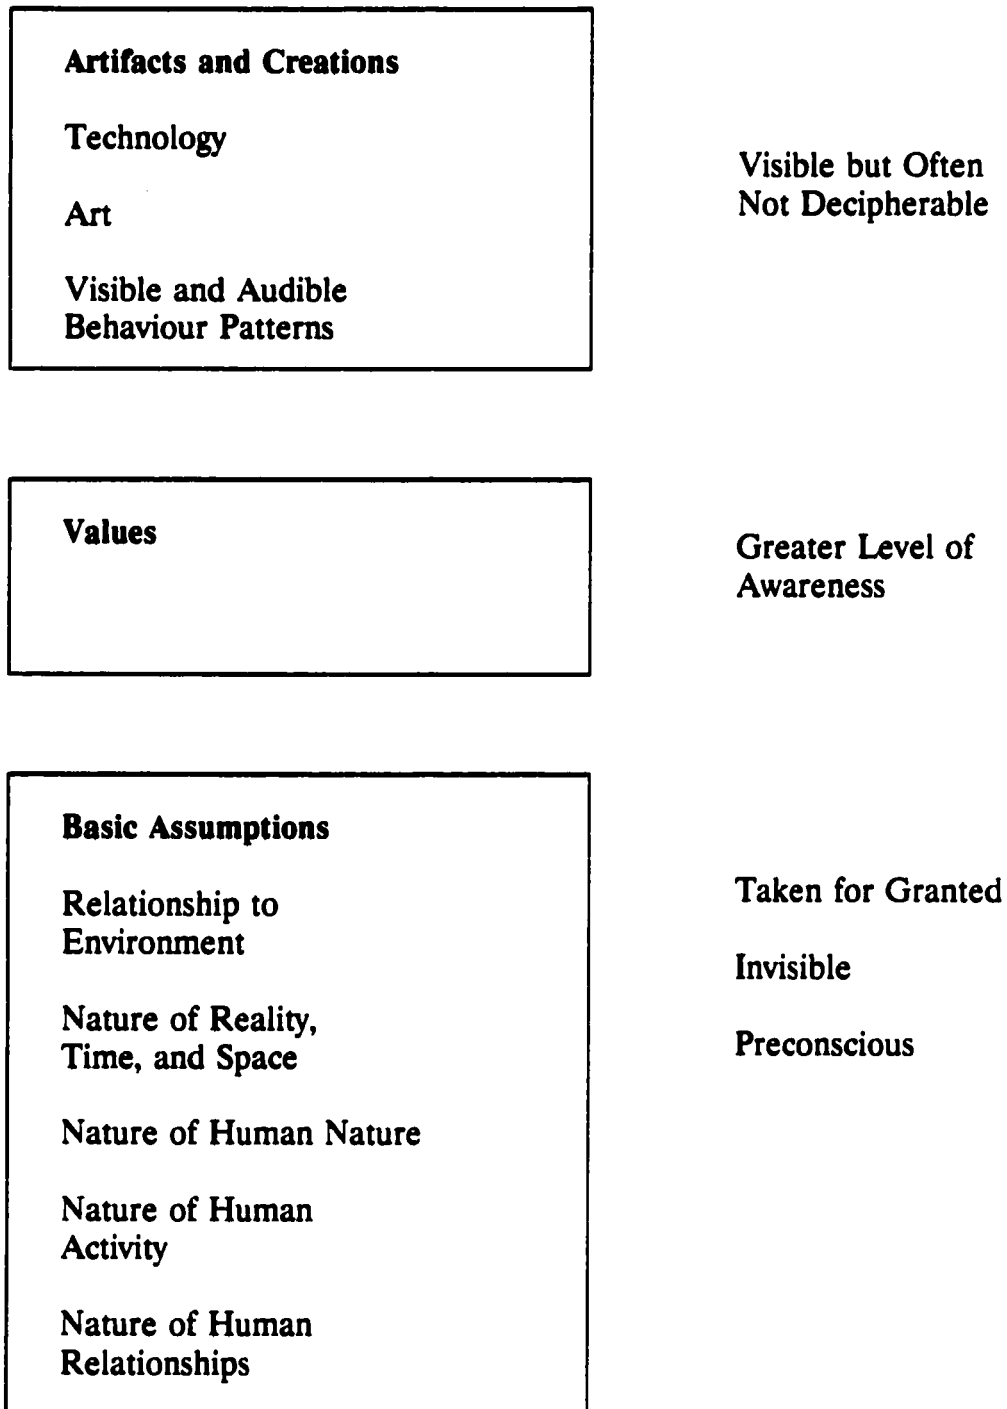 Artifacts and Creations
Technology
Art
Visible and Audible
Behaviour Patterns
Visible but Often
Not Decipherable
Values
Greater Level of
Awareness
Basic Assumptions
Relationship to
Environment
Nature of Reality,
Time, and Space
Nature of Human Nature
Nature of Human
Activity
Nature of Human
Relationships
Taken for Granted
Invisible
Preconscious